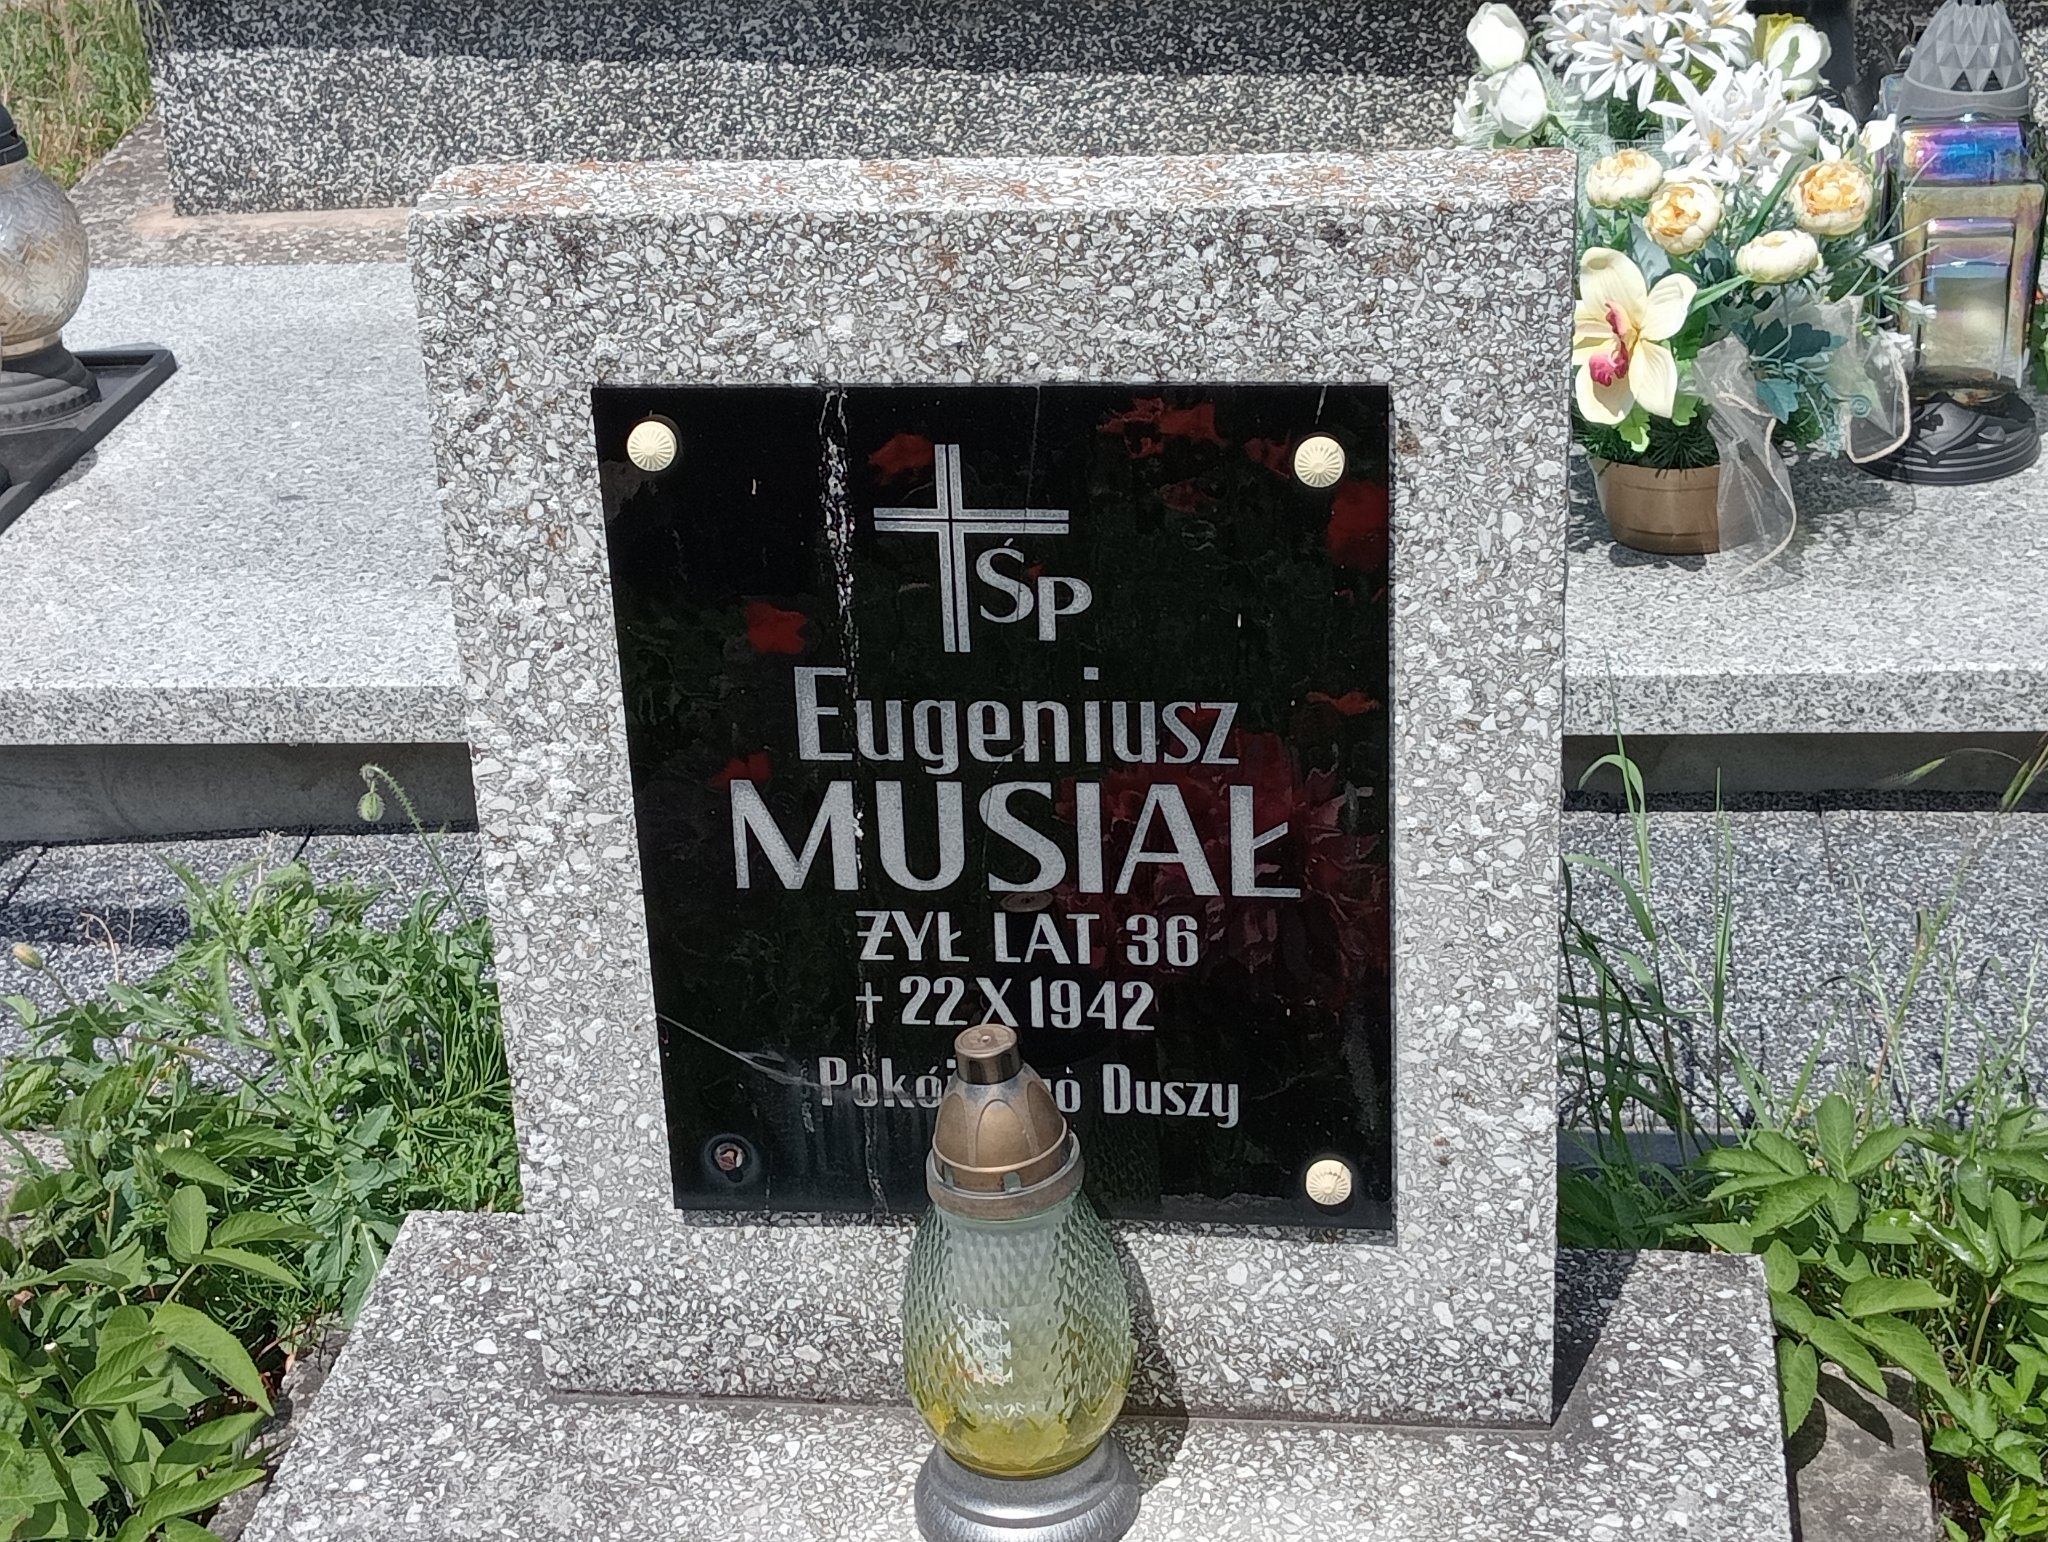 ŚP
Eugeniusz
MUSIAŁ
ŻYŁ LAT 36
+ 22 X 1942
Duszy